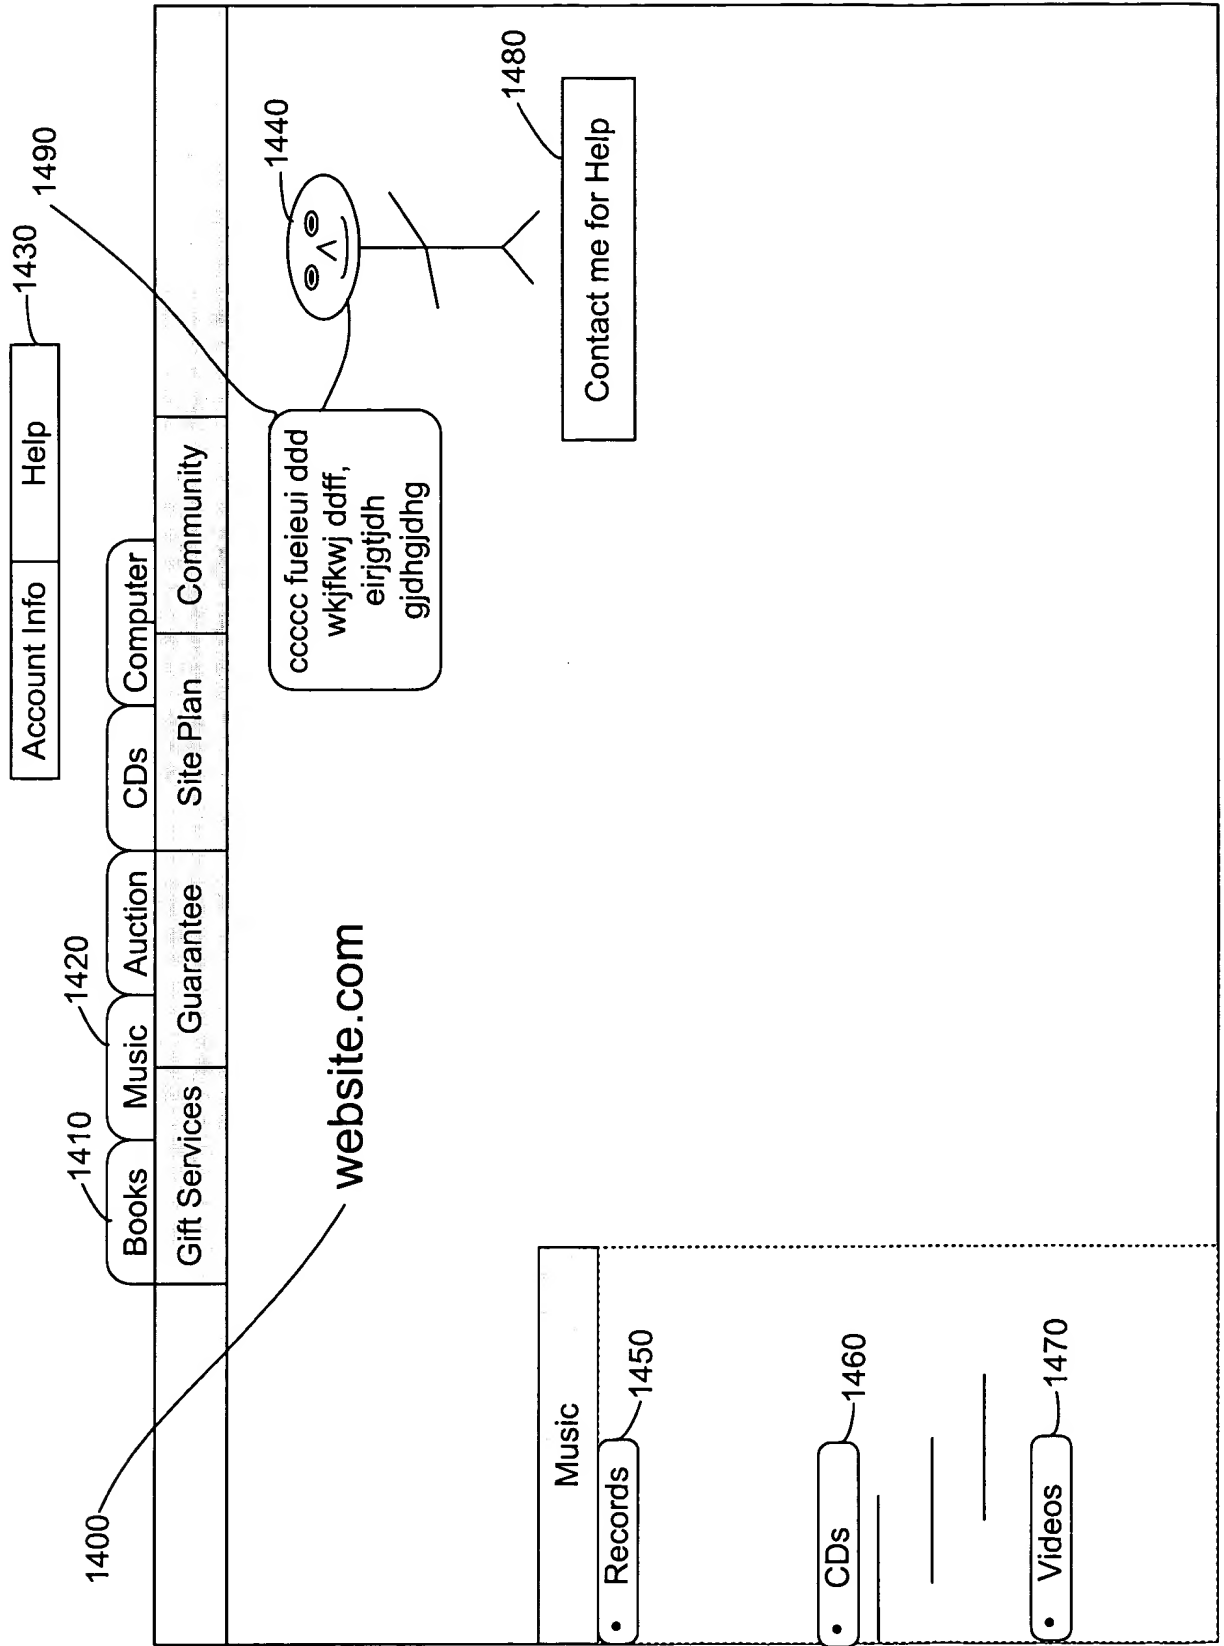 1490
1430
Account Info Help
1410
1420
Books Music Auction CDs Computer
Gift Services Guarantee Site Plan Community
1400
website.com
ccccc fueieui ddd
wkjfkwj ddff,
eirjgtjdh
gjdhgjdhg
1440
1480
Contact me for Help
Music
• Records
1450
• CDs
1460
• Videos
1470